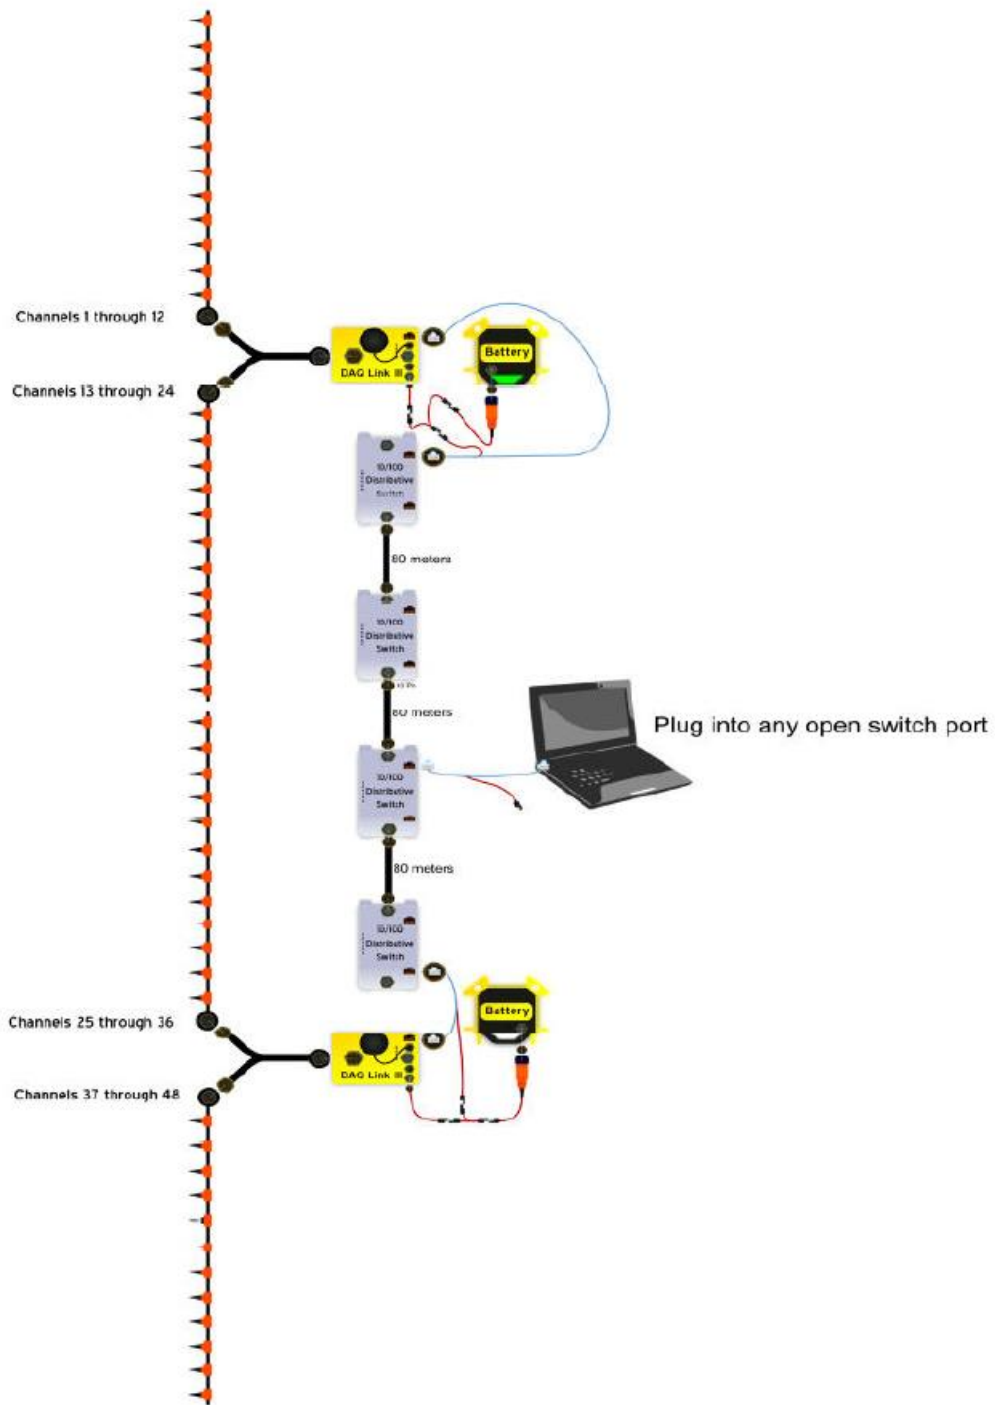 Channels 1 through 12
Battery
DAQ Link III
Channels 13 through 24
10/100
Distributive
Switch
80 meters
10/100
Distributive
Switch
80 meters
Plug into any open switch port
10/100
Distributive
Switch
80 meters
10/100
Distributive
Switch
Battery
Channels 25 through 36
DAQ Link III
Channels 37 through 48